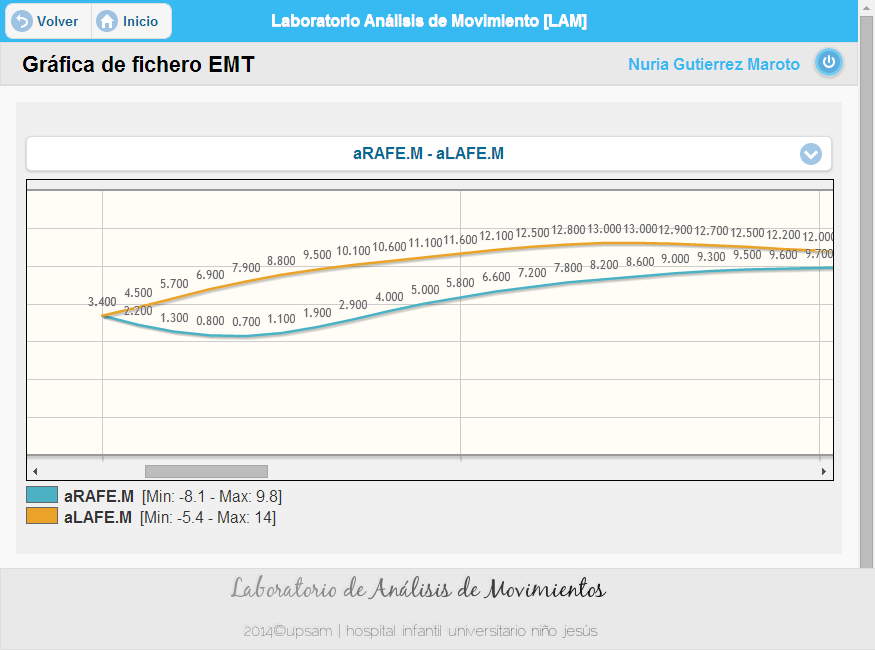 Volver Inicio Laboratorio Análisis de Movimiento [LAM]
Gráfica de fichero EMT Nuria Gutierrez Maroto
aRAFE.M - aLAFE.M
3.400 4.500 5.700 6.900 7.900 8.800 9.500 10.100 10.600 11.100 11.600 12.100 12.500 12.800 13.000 13.000 12.900 12.700 12.500 12.200 12.000
2.200 1.300 0.800 0.700 1.100 1.900 2.900 4.000 5.000 5.800 6.600 7.200 7.800 8.200 8.600 9.000 9.300 9.500 9.600 9.700
aRAFE.M [Min: -8.1 - Max: 9.8]
aLAFE.M [Min: -5.4 - Max: 14]
Laboratorio de Análisis de Movimientos
2014©upsam | hospital infantil universitario niño jesús